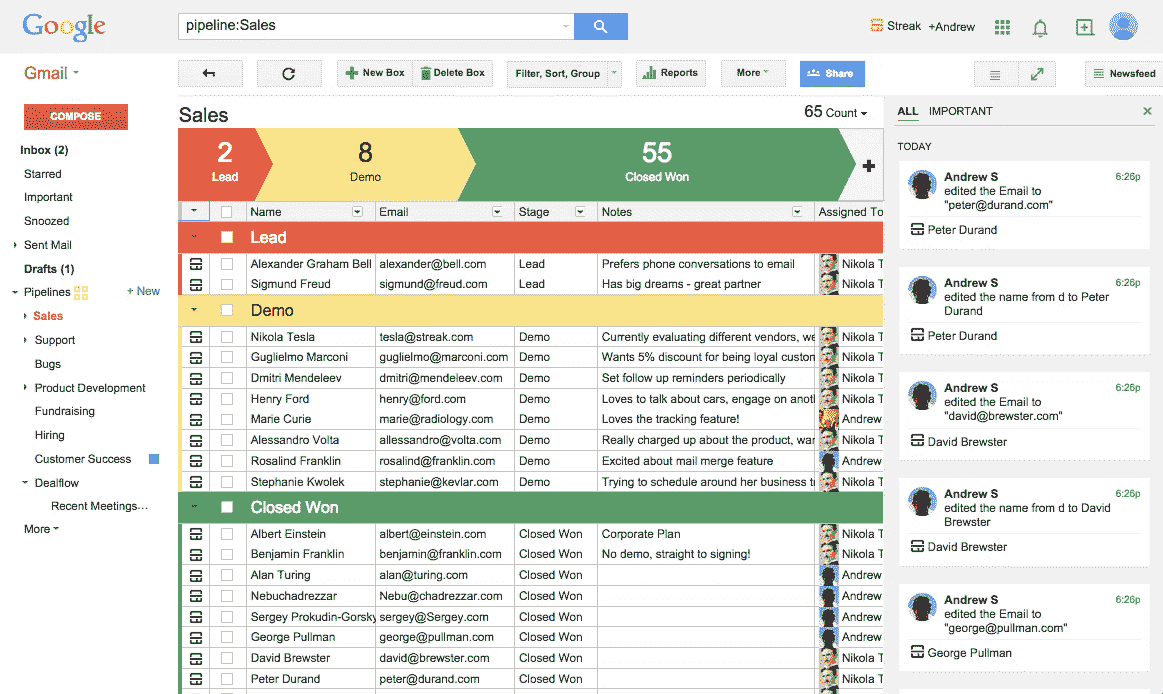 Google
pipeline:Sales
Streak
+Andrew
Gmail
New Box
Delete Box
Filter, Sort, Group
Reports
More
Share
Newsfeed
COMPOSE
Inbox (2)
Starred
Important
Snoozed
Sent Mail
Drafts (1)
Pipelines
+ New
Sales
Support
Bugs
Product Development
Fundraising
Hiring
Customer Success
Dealflow
Recent Meetings...
More
Sales
65 Count
2
Lead
8
Demo
55
Closed Won
+
Name Email Stage Notes Assigned To
Lead
Alexander Graham Bell alexander@bell.com Lead Prefers phone conversations to email Nikola T
Sigmund Freud sigmund@freud.com Lead Has big dreams - great partner Nikola T
Demo
Nikola Tesla tesla@streak.com Demo Currently evaluating different vendors, we Nikola T
Guglielmo Marconi guglielmo@marconi.com Demo Wants 5% discount for being loyal custom Nikola T
Dmitri Mendeleev dmitri@mendeleev.com Demo Set follow up reminders periodically Nikola T
Henry Ford henry@ford.com Demo Loves to talk about cars, engage on anot Nikola T
Marie Curie marie@radiology.com Demo Loves the tracking feature! Andrew
Alessandro Volta allessandro@volta.com Demo Really charged up about the product, wan Nikola T
Rosalind Franklin rosalind@franklin.com Demo Excited about mail merge feature Andrew
Stephanie Kwolek stephanie@kevlar.com Demo Trying to schedule around her business t Nikola T
Closed Won
Albert Einstein albert@einstein.com Closed Won Corporate Plan Nikola T
Benjamin Franklin benjamin@franklin.com Closed Won No demo, straight to signing! Nikola T
Alan Turing alan@turing.com Closed Won Andrew
Nebuchadrezzar Nebu@chadrezzar.com Closed Won Andrew
Sergey Prokudin-Gorsky sergey@Sergey.com Closed Won Andrew
George Pullman george@pullman.com Closed Won Andrew
David Brewster david@brewster.com Closed Won Nikola T
Peter Durand peter@durand.com Closed Won Nikola T
ALL IMPORTANT
TODAY
Andrew S 6:26p
edited the Email to
"peter@durand.com"
Peter Durand
Andrew S 6:26p
edited the name from d to Peter
Durand
Peter Durand
Andrew S 6:26p
edited the Email to
"david@brewster.com"
David Brewster
Andrew S 6:26p
edited the name from d to David
Brewster
David Brewster
Andrew S 6:26p
edited the Email to
"george@pullman.com"
George Pullman